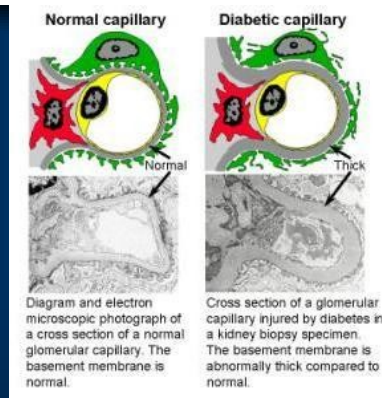 Normal capillary
Diabetic capillary
Normal
Thick
Diagram and electron
microscopic photograph of
a cross section of a normal
glomerular capillary. The
basement membrane is
normal.
Cross section of a glomerular
capillary injured by diabetes in
a kidney biopsy specimen.
The basement membrane is
abnormally thick compared to
normal.